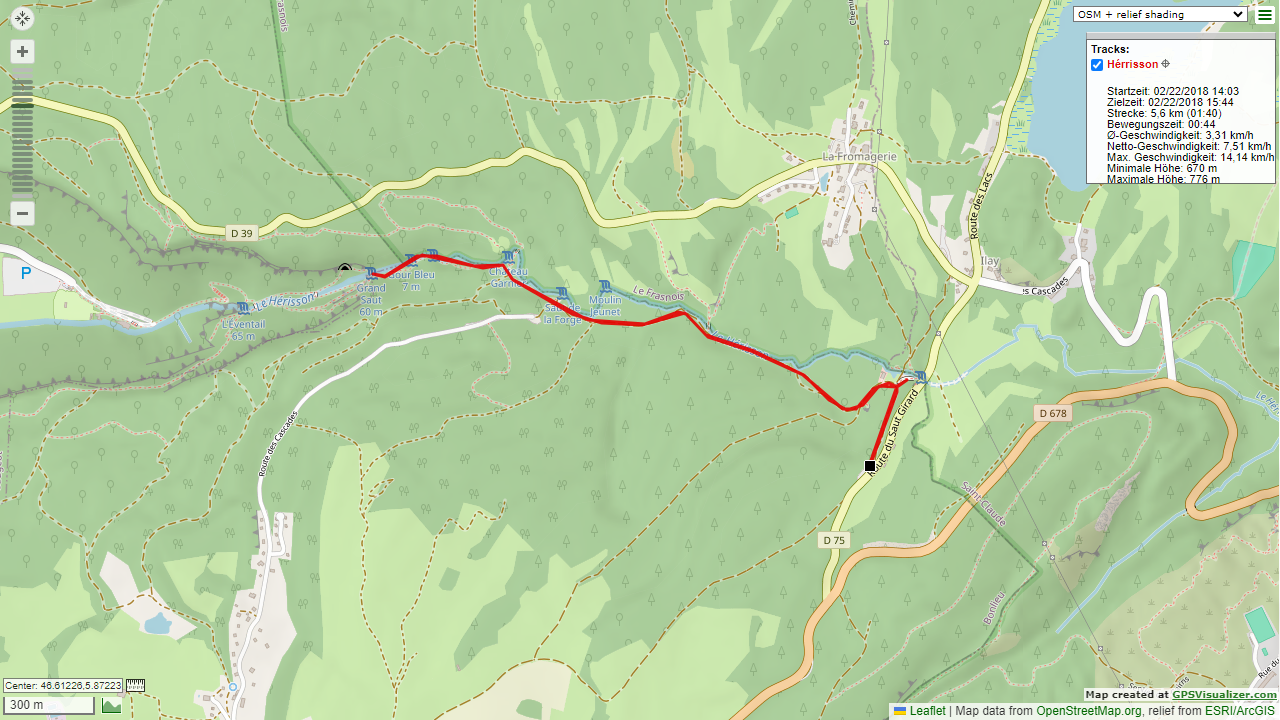 OSM + relief shading
Tracks:
Hérrisson
Startzeit: 02/22/2018 14:03
Zielzeit: 02/22/2018 15:44
Strecke: 5,6 km (01:40)
Bewegungszeit: 00:44
Ø-Geschwindigkeit: 3,31 km/h
Netto-Geschwindigkeit: 7,51 km/h
Max. Geschwindigkeit: 14,14 km/h
Minimale Höhe: 670 m
Maximale Höhe: 776 m
La Fromagerie
Route des Lacs
D 39
Ilay
P
Gour Bleu
7 m
Château
Garnier
Grand
Saut
60 m
Moulin
Jeunet
Le Frasnois
la Forge
Le Hérisson
L'Éventail
65 m
es Cascades
D 678
Route du Saut Girard
Route des Cascades
Saint-Claude
D 75
Bonlieu
Route du
Center: 46.61226,5.87223
300 m
Map created at GPSVisualizer.com
Leaflet | Map data from OpenStreetMap.org, relief from ESRI/ArcGIS